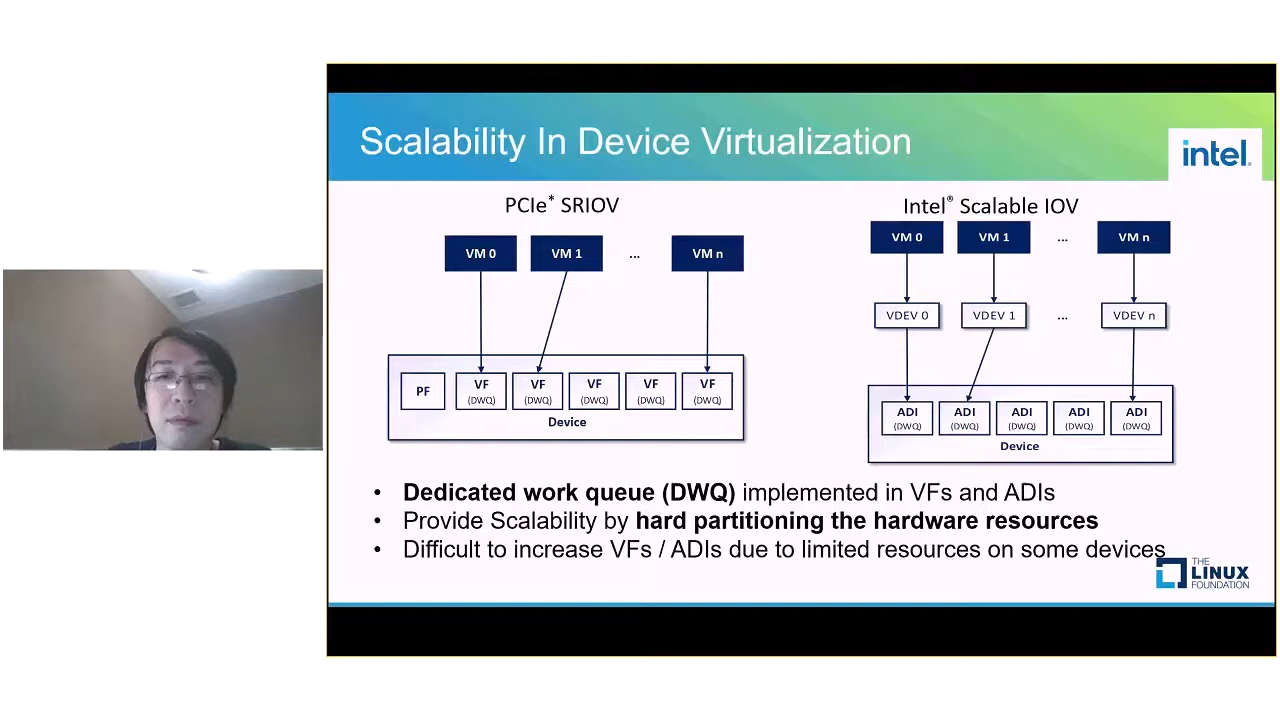 Scalability In Device Virtualization
intel.
PCIe* SRIOV
VM 0
VM 1
...
VM n
PF
VF
(DWQ)
VF
(DWQ)
VF
(DWQ)
VF
(DWQ)
VF
(DWQ)
Device
Intel® Scalable IOV
VM 0
VM 1
...
VM n
VDEV 0
VDEV 1
...
VDEV n
ADI
(DWQ)
ADI
(DWQ)
ADI
(DWQ)
ADI
(DWQ)
ADI
(DWQ)
Device
• Dedicated work queue (DWQ) implemented in VFs and ADIs
• Provide Scalability by hard partitioning the hardware resources
• Difficult to increase VFs / ADIs due to limited resources on some devices
THE
LINUX
FOUNDATION